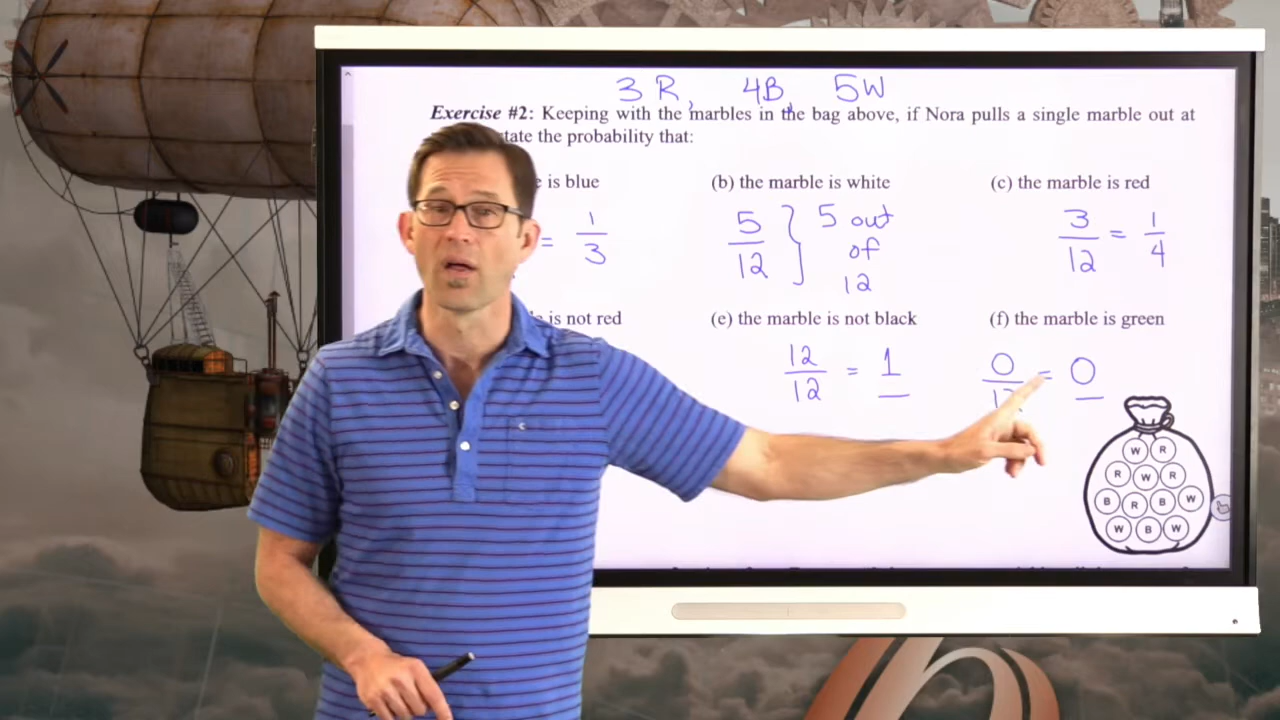 3 R, 4B, 5W
Exercise #2: Keeping with the marbles in the bag above, if Nora pulls a single marble out at
tate the probability that:
e is blue
(b) the marble is white
(c) the marble is red
= 1/3
5/12 } 5 out
of
12
3/12 = 1/4
is not red
(e) the marble is not black
(f) the marble is green
12/12 = 1
0/12 = 0
W R
R W R
B R B W
W B W